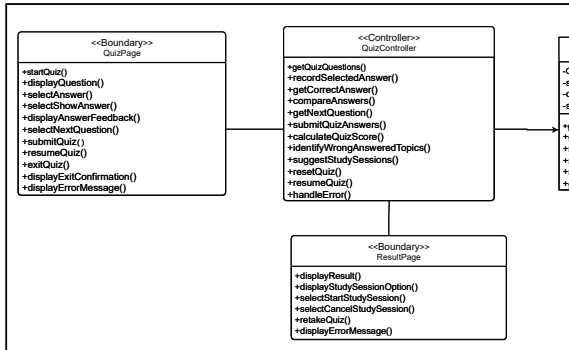 <<Boundary>>
QuizPage
+startQuiz()
+displayQuestion()
+selectAnswer()
+selectShowAnswer()
+displayAnswerFeedback()
+selectNextQuestion()
+submitQuiz()
+resumeQuiz()
+exitQuiz()
+displayExitConfirmation()
+displayErrorMessage()
<<Controller>>
QuizController
+getQuizQuestions()
+recordSelectedAnswer()
+getCorrectAnswer()
+compareAnswers()
+getNextQuestion()
+submitQuizAnswers()
+calculateQuizScore()
+identifyWrongAnsweredTopics()
+suggestStudySessions()
+resetQuiz()
+resumeQuiz()
+handleError()
<<Boundary>>
ResultPage
+displayResult()
+displayStudySessionOption()
+selectStartStudySession()
+selectCancelStudySession()
+retakeQuiz()
+displayErrorMessage()